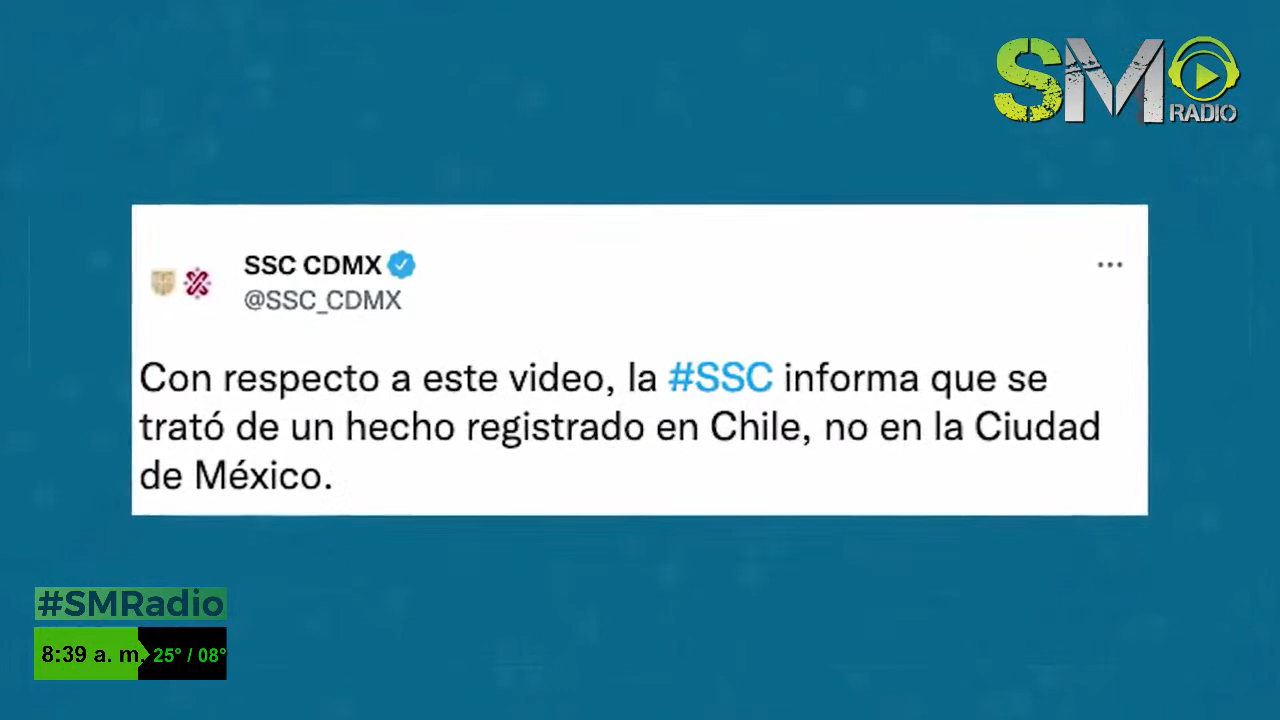 SM
RADIO
SSC CDMX
@SSC_CDMX
Con respecto a este video, la #SSC informa que se
trató de un hecho registrado en Chile, no en la Ciudad
de México.
#SMRadio
8:39 a. m. 25° / 08°